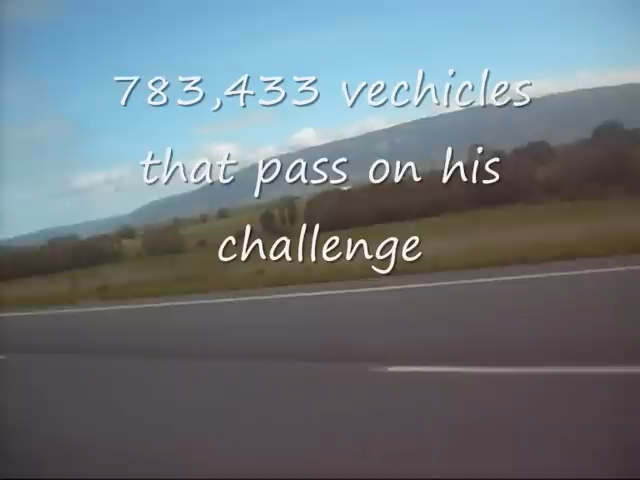 783,433 vechicles
that pass on his
challenge